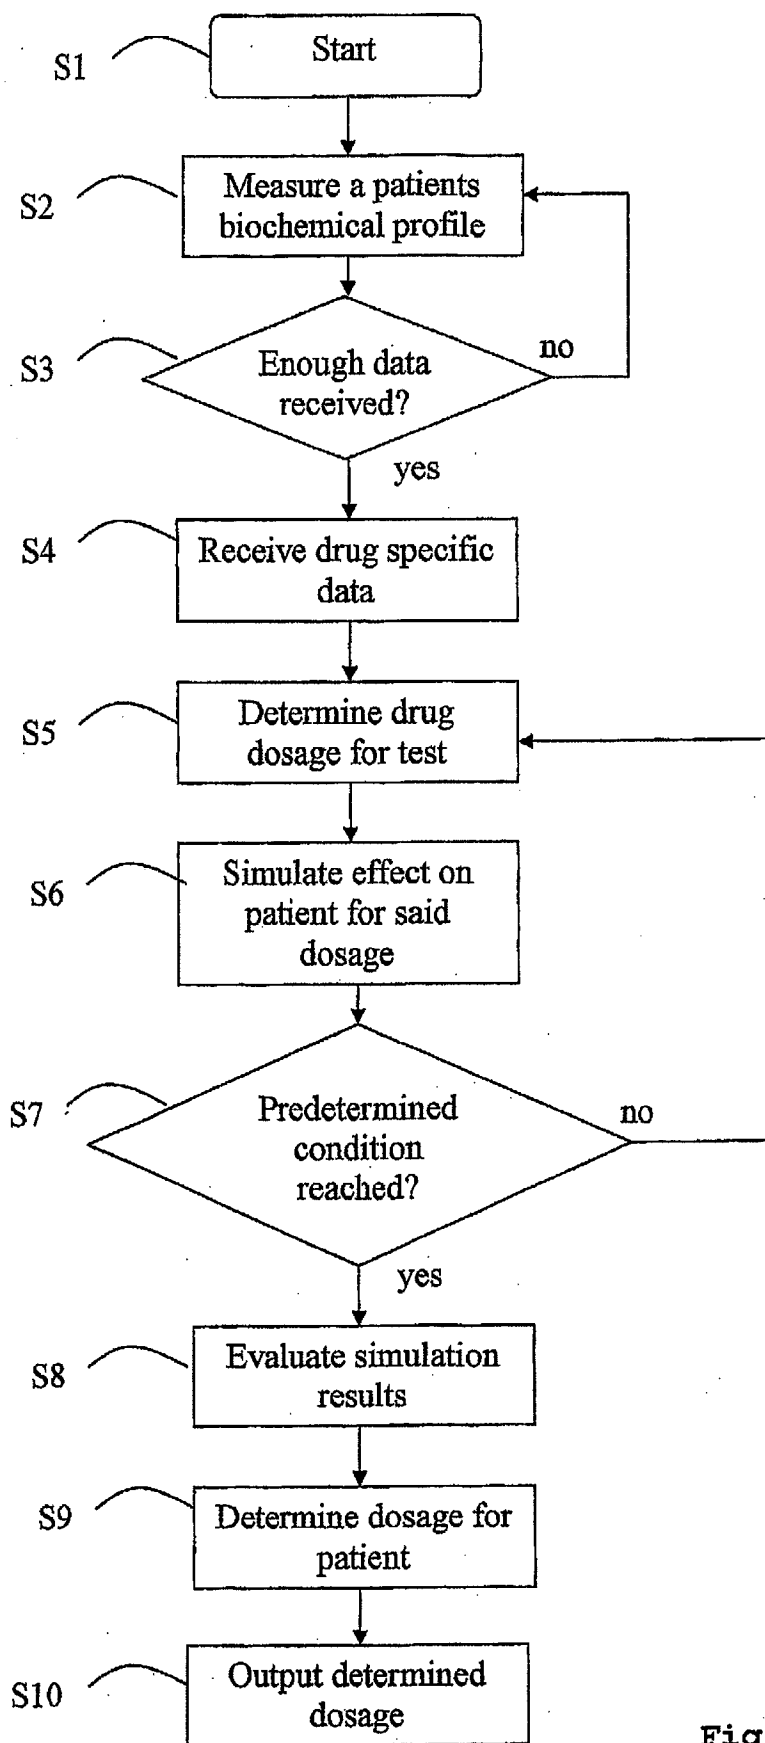 S1
Start
S2
Measure a patients
biochemical profile
S3
Enough data
received?
no
yes
S4
Receive drug specific
data
S5
Determine drug
dosage for test
S6
Simulate effect on
patient for said
dosage
S7
Predetermined
condition
reached?
no
yes
S8
Evaluate simulation
results
S9
Determine dosage for
patient
S10
Output determined
dosage
Fig